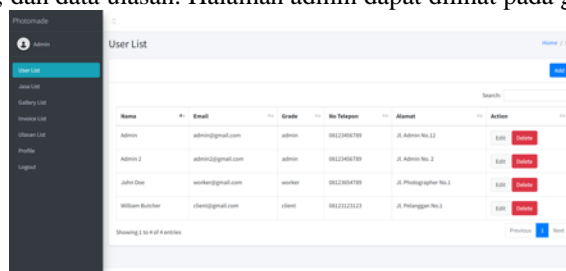 dan data ulasan. Halaman admin dapat dilihat pada g
Photomade
Admin
User List
Home /
User List
Jasa List
Gallery List
Invoice List
Ulasan List
Profile
Logout
Add
Search:
Nama Email Grade No Telepon Alamat Action
Admin admin@gmail.com admin 08123456789 Jl. Admin No.12 Edit Delete
Admin 2 admin2@gmail.com admin 08123456789 Jl. Admin No. 2 Edit Delete
John Doe worker@gmail.com worker 08123654789 Jl. Photographer No.1 Edit Delete
William Butcher client@gmail.com client 08123123123 Jl. Pelanggan No.1 Edit Delete
Showing 1 to 4 of 4 entries
Previous 1 Next